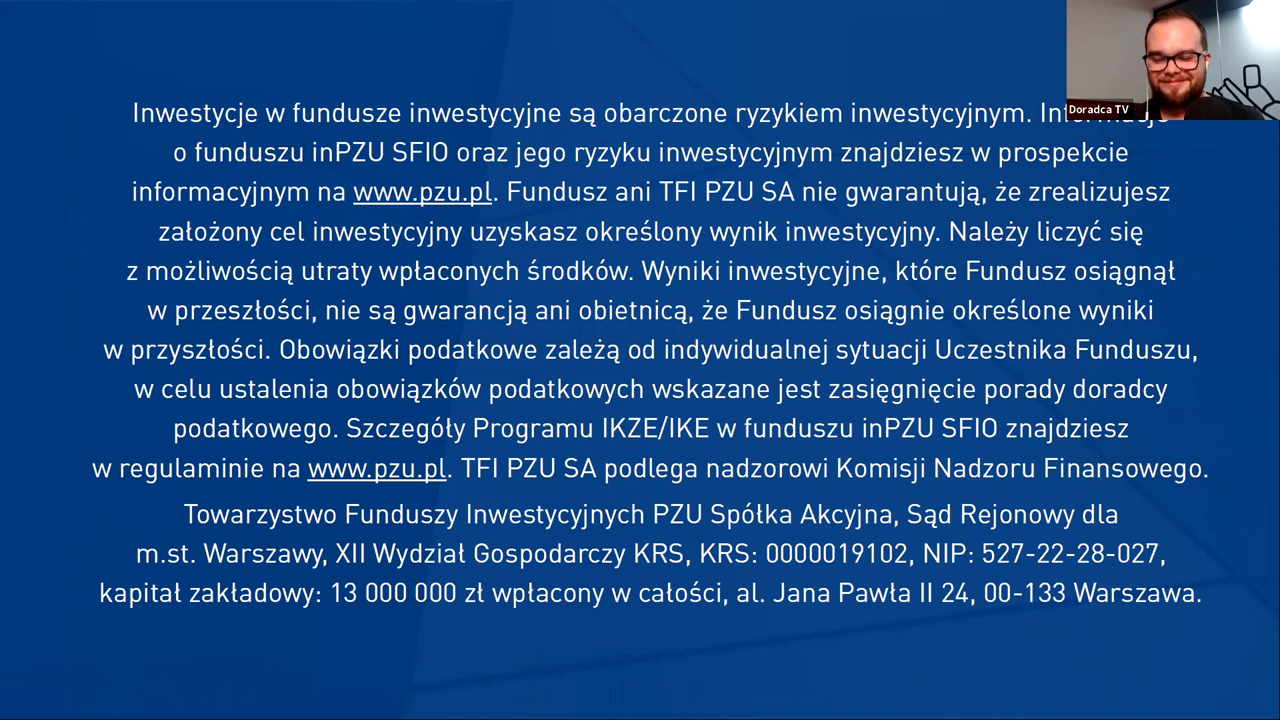 Inwestycje w fundusze inwestycyjne są obarczone ryzykiem inwestycyjnym.
o funduszu inPZU SFIO oraz jego ryzyku inwestycyjnym znajdziesz w prospekcie
informacyjnym na www.pzu.pl. Fundusz ani TFI PZU SA nie gwarantują, że zrealizujesz
założony cel inwestycyjny uzyskasz określony wynik inwestycyjny. Należy liczyć się
z możliwością utraty wpłaconych środków. Wyniki inwestycyjne, które Fundusz osiągnął
w przeszłości, nie są gwarancją ani obietnicą, że Fundusz osiągnie określone wyniki
w przyszłości. Obowiązki podatkowe zależą od indywidualnej sytuacji Uczestnika Funduszu,
w celu ustalenia obowiązków podatkowych wskazane jest zasięgnięcie porady doradcy
podatkowego. Szczegóły Programu IKZE/IKE w funduszu inPZU SFIO znajdziesz
w regulaminie na www.pzu.pl. TFI PZU SA podlega nadzorowi Komisji Nadzoru Finansowego.
Towarzystwo Funduszy Inwestycyjnych PZU Spółka Akcyjna, Sąd Rejonowy dla
m.st. Warszawy, XII Wydział Gospodarczy KRS, KRS: 0000019102, NIP: 527-22-28-027,
kapitał zakładowy: 13 000 000 zł wpłacony w całości, al. Jana Pawła II 24, 00-133 Warszawa.
Doradca TV